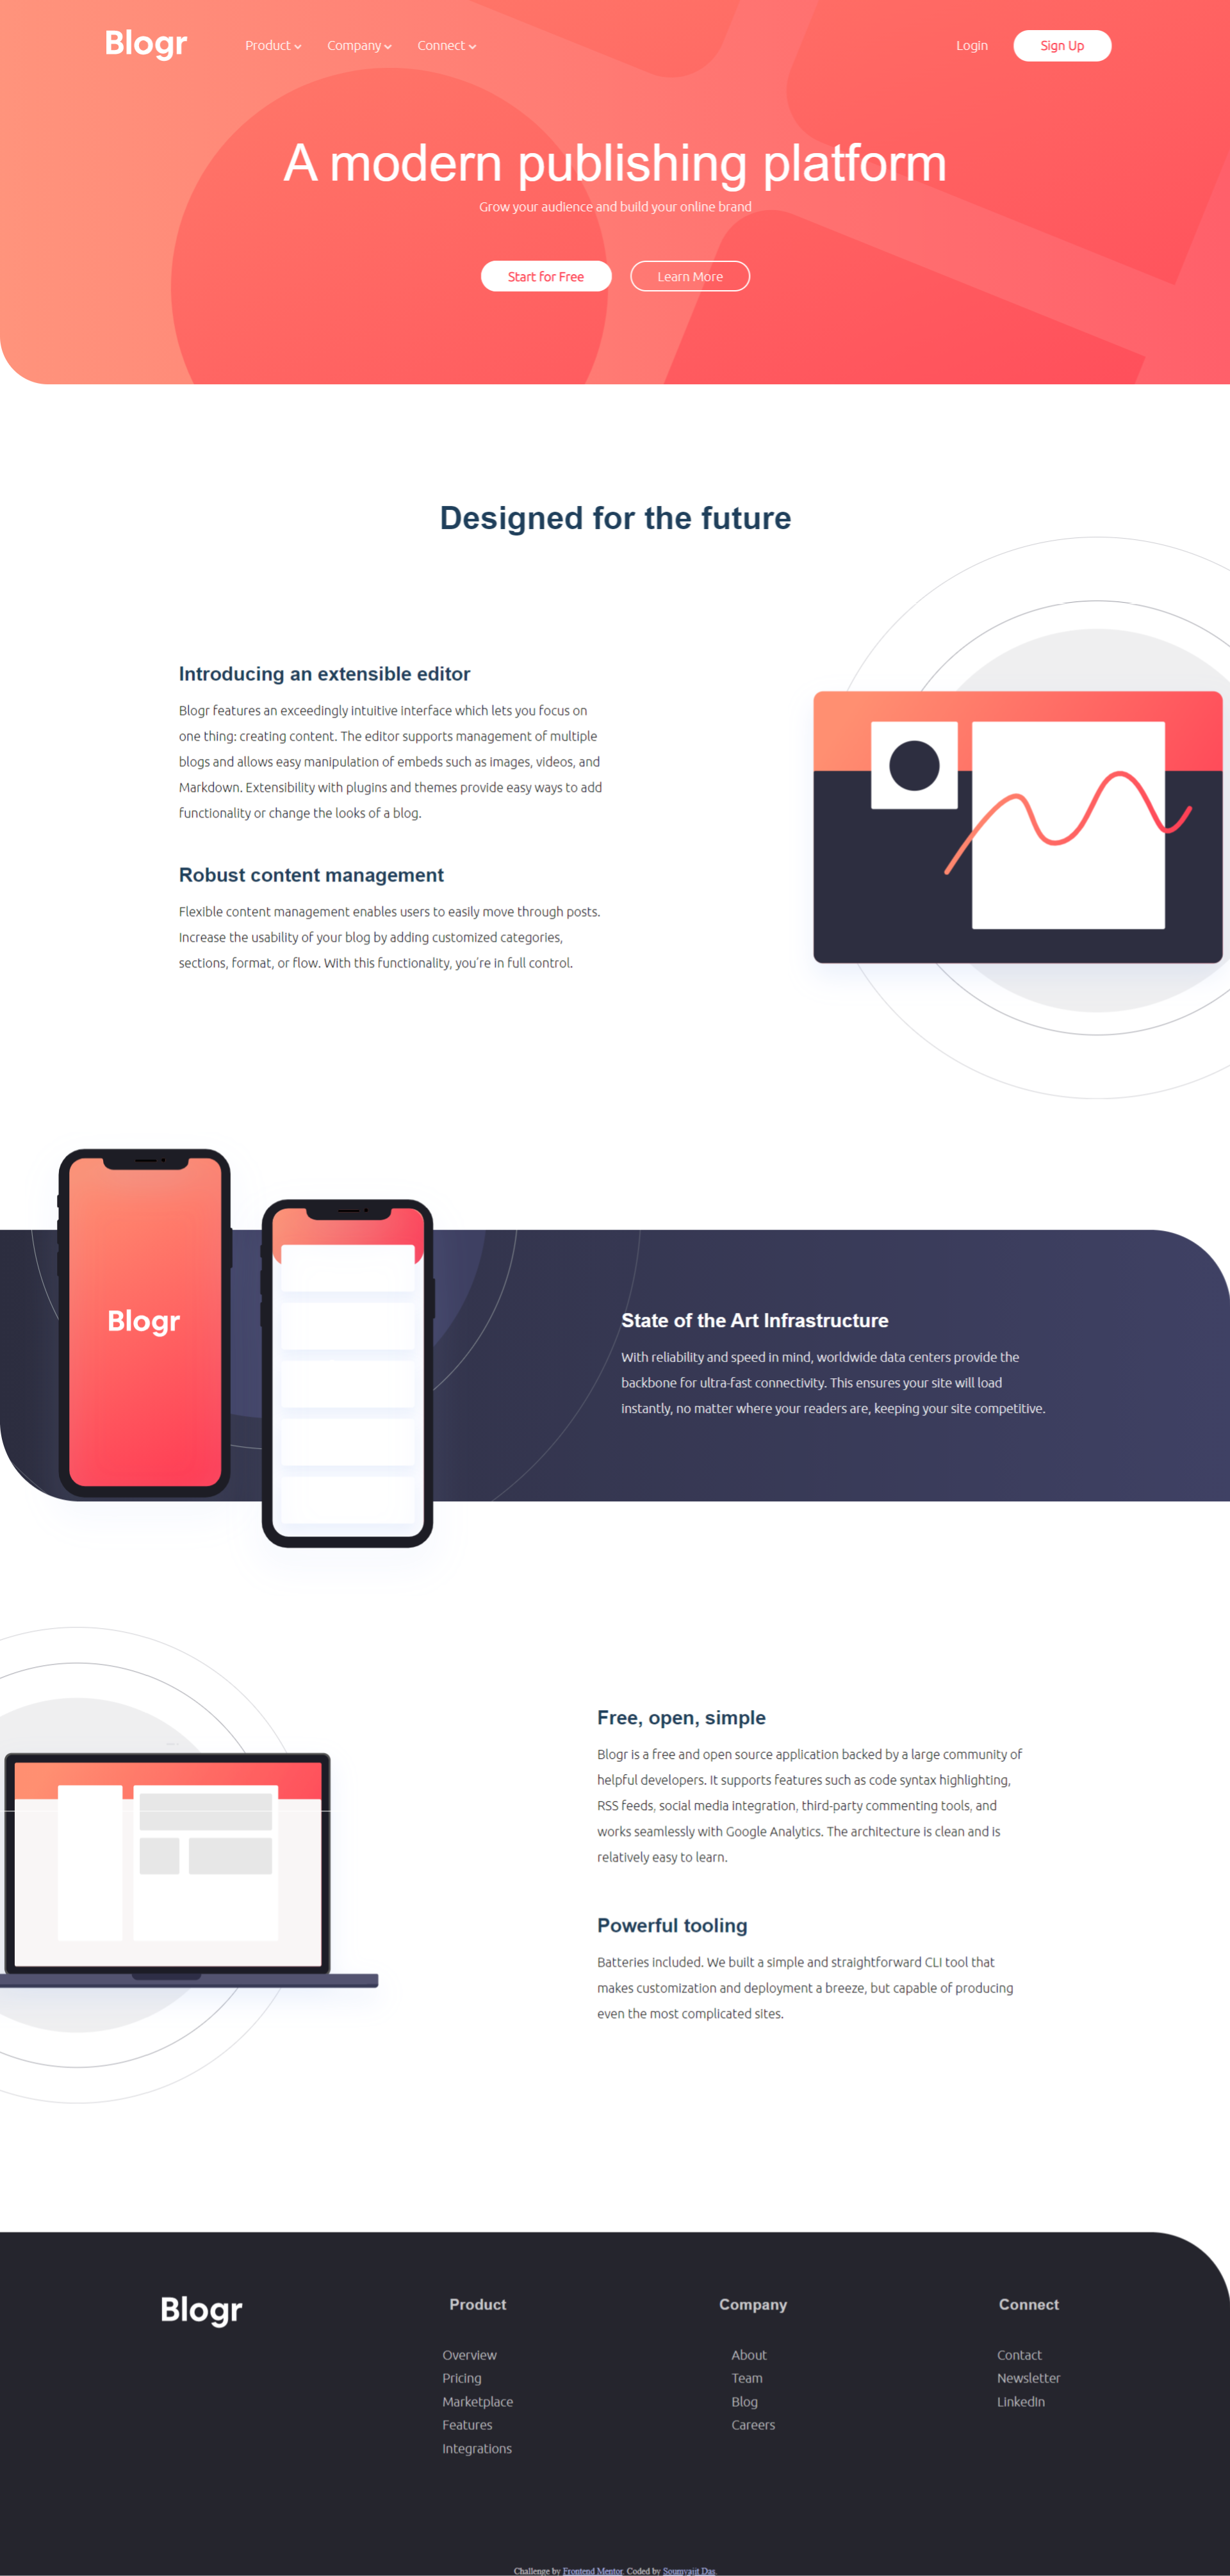 Blogr
Product
Company
Connect
Login
Sign Up
A modern publishing platform
Grow your audience and build your online brand
Start for Free
Learn More
Designed for the future
Introducing an extensible editor
Blogr features an exceedingly intuitive interface which lets you focus on
one thing: creating content. The editor supports management of multiple
blogs and allows easy manipulation of embeds such as images, videos, and
Markdown. Extensibility with plugins and themes provide easy ways to add
functionality or change the looks of a blog.
Robust content management
Flexible content management enables users to easily move through posts.
Increase the usability of your blog by adding customized categories,
sections, format, or flow. With this functionality, you're in full control.
Blogr
State of the Art Infrastructure
With reliability and speed in mind, worldwide data centers provide the
backbone for ultra-fast connectivity. This ensures your site will load
instantly, no matter where your readers are, keeping your site competitive.
Free, open, simple
Blogr is a free and open source application backed by a large community of
helpful developers. It supports features such as code syntax highlighting,
RSS feeds, social media integration, third-party commenting tools, and
works seamlessly with Google Analytics. The architecture is clean and is
relatively easy to learn.
Powerful tooling
Batteries included. We built a simple and straightforward CLI tool that
makes customization and deployment a breeze, but capable of producing
even the most complicated sites.
Blogr
Product
Overview
Pricing
Marketplace
Features
Integrations
Company
About
Team
Blog
Careers
Connect
Contact
Newsletter
LinkedIn
Challenge by Frontend Mentor. Coded by Soumyajit Das.